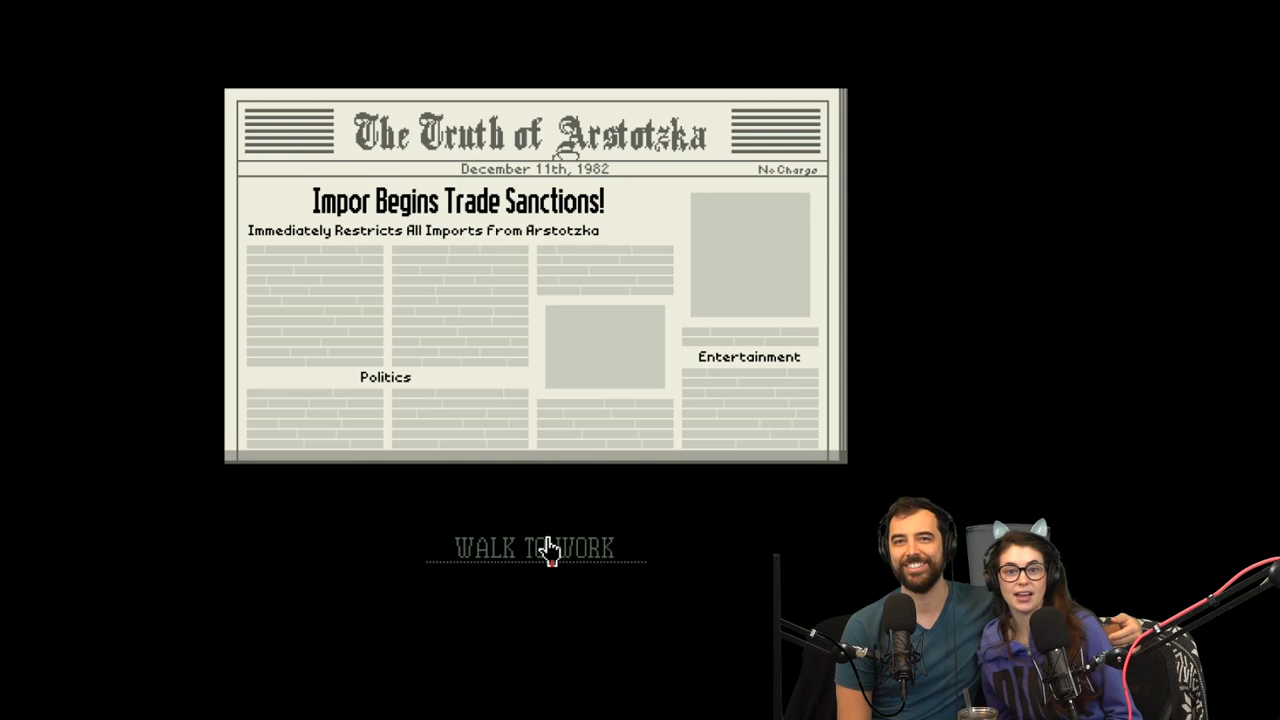 The Truth of Arstotzka
December 11th, 1982
No Charge
Impor Begins Trade Sanctions!
Immediately Restricts All Imports From Arstotzka
Politics
Entertainment
WALK TO WORK